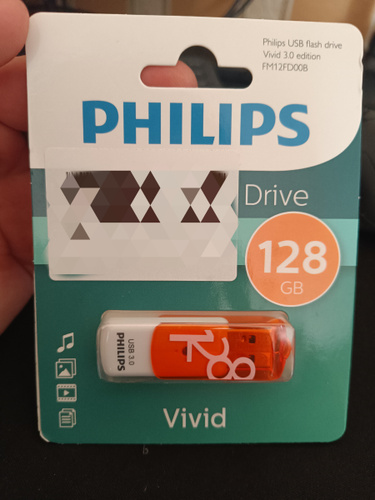 Philips USB flash drive
Vivid 3.0 edition
FM12FD00B
PHILIPS
Drive
128
GB
PHILIPS
USB 3.0
128
Vivid